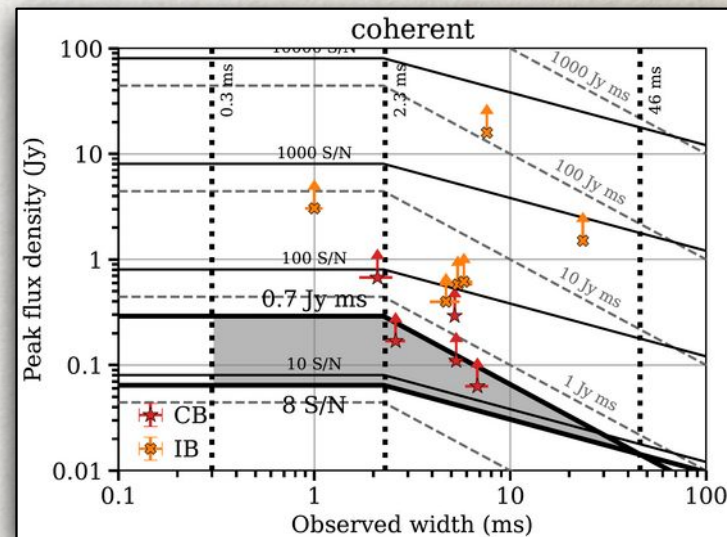 coherent
10000 S/N
1000 Jy ms
0.3 ms
2.3 ms
46 ms
1000 S/N
100 Jy ms
100 S/N
10 Jy ms
0.7 Jy ms
10 S/N
1 Jy ms
8 S/N
CB
IB
Peak flux density (Jy)
100
10
1
0.1
0.01
0.1
1
10
100
Observed width (ms)